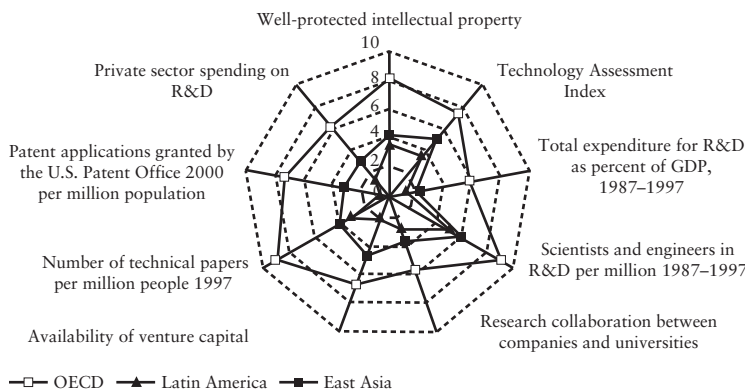 Well-protected intellectual property
10
8
6
4
2
0
Technology Assessment
Index
Total expenditure for R&D
as percent of GDP,
1987–1997
Scientists and engineers in
R&D per million 1987–1997
Research collaboration between
companies and universities
Availability of venture capital
Number of technical papers
per million people 1997
Patent applications granted by
the U.S. Patent Office 2000
per million population
Private sector spending on
R&D
OECD
Latin America
East Asia